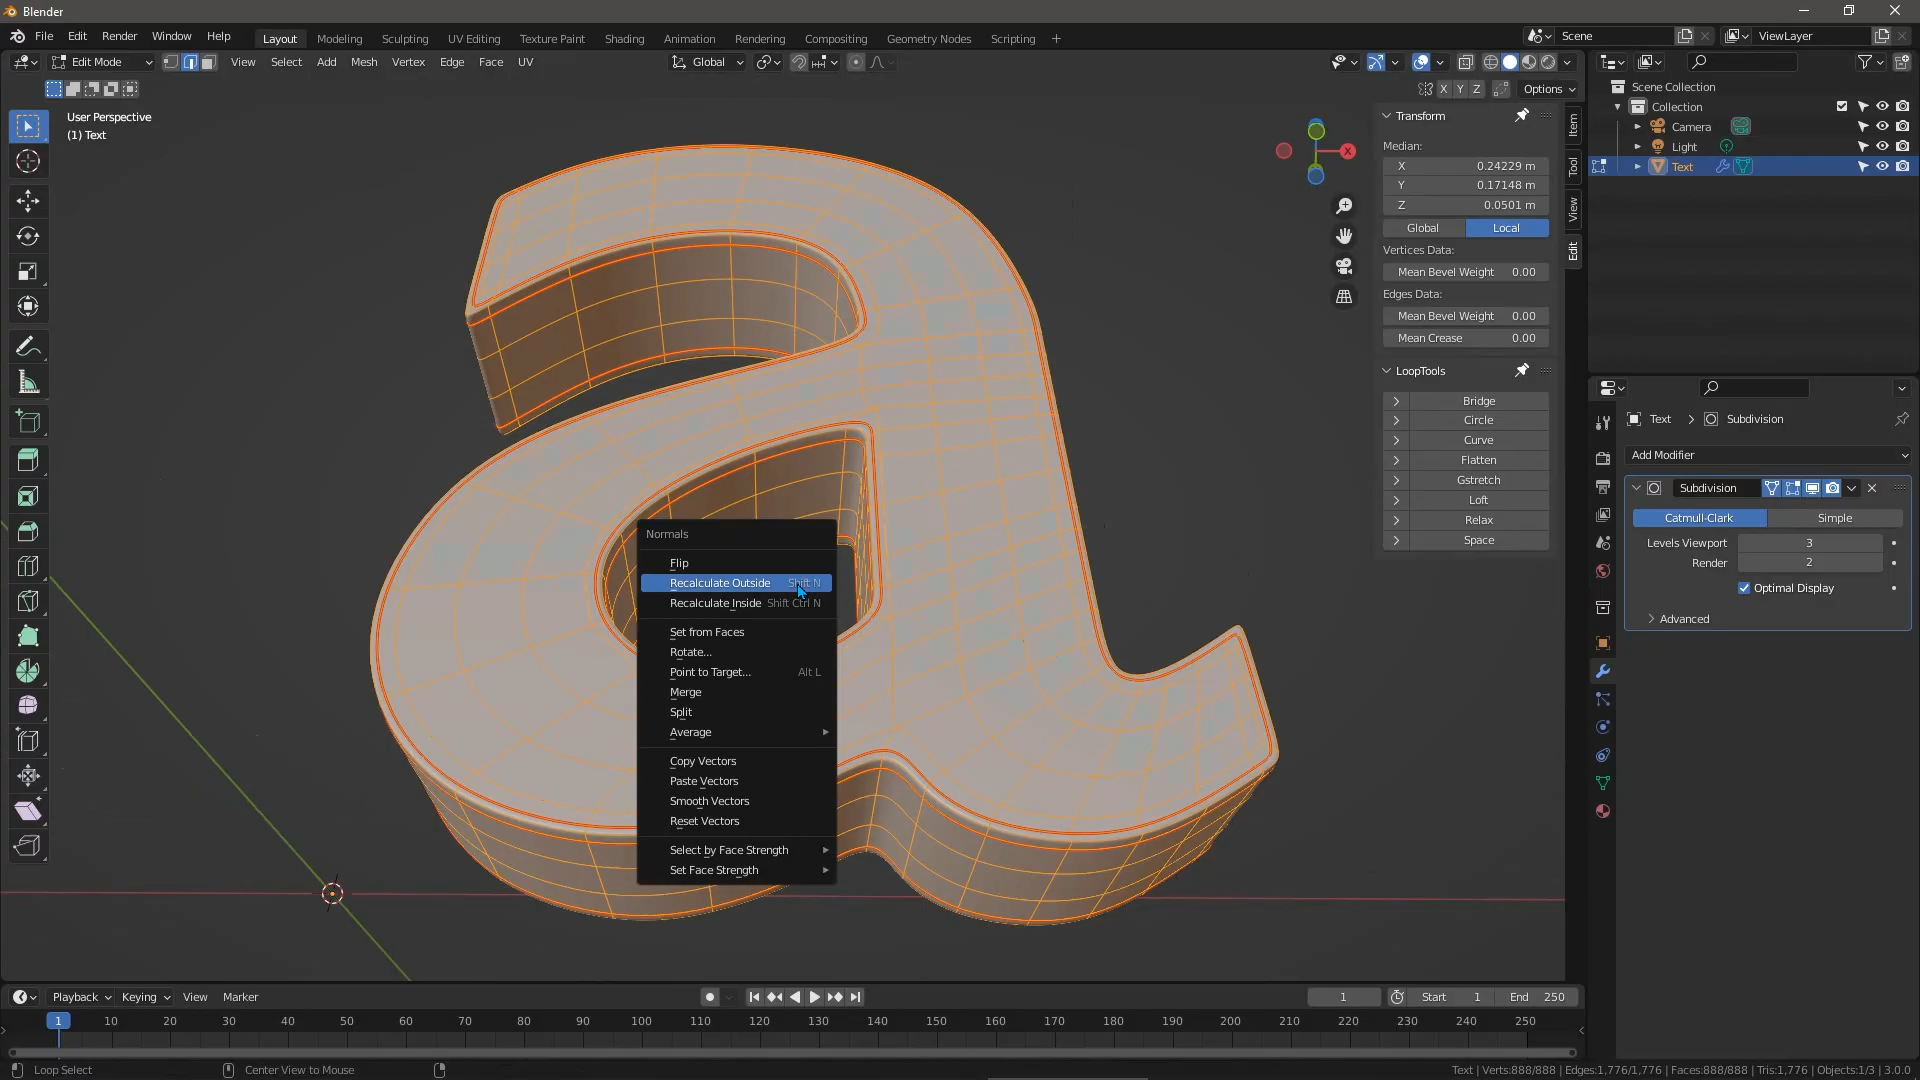 Blender
File Edit Render Window Help
Layout Modeling Sculpting UV Editing Texture Paint Shading Animation Rendering Compositing Geometry Nodes Scripting +
Scene
ViewLayer
Edit Mode
View Select Add Mesh Vertex Edge Face UV
Global
X Y Z
Options
User Perspective
(1) Text
X
Transform
Median:
X 0.24229 m
Y 0.17148 m
Z 0.0501 m
Global Local
Vertices Data:
Mean Bevel Weight 0.00
Edges Data:
Mean Bevel Weight 0.00
Mean Crease 0.00
LoopTools
Bridge
Circle
Curve
Flatten
Gstretch
Loft
Relax
Space
Item
Tool
View
Edit
Scene Collection
Collection
Camera
Light
Text
Text > Subdivision
Add Modifier
Subdivision
Catmull-Clark Simple
Levels Viewport 3
Render 2
Optimal Display
Advanced
Normals
Flip
Recalculate Outside Shift N
Recalculate Inside Shift Ctrl N
Set from Faces
Rotate...
Point to Target... Alt L
Merge
Split
Average
Copy Vectors
Paste Vectors
Smooth Vectors
Reset Vectors
Select by Face Strength
Set Face Strength
Playback Keying View Marker
1
Start 1
End 250
1 10 20 30 40 50 60 70 80 90 100 110 120 130 140 150 160 170 180 190 200 210 220 230 240 250
Loop Select
Center View to Mouse
Text | Verts:888/888 | Edges:1,776/1,776 | Faces:888/888 | Tris:1,776 | Objects:1/3 | 3.0.0